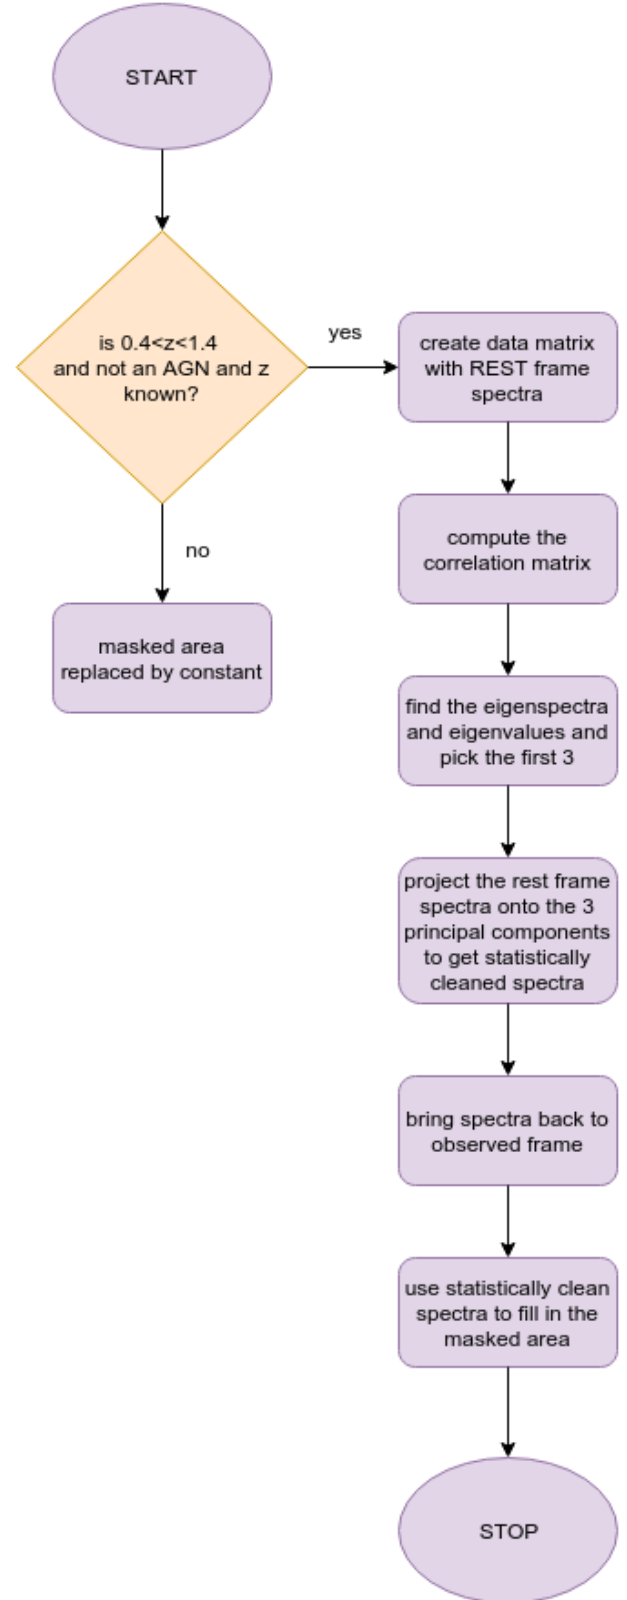 START
is 0.4<z<1.4
and not an AGN and z
known?
yes
no
masked area
replaced by constant
create data matrix
with REST frame
spectra
compute the
correlation matrix
find the eigenspectra
and eigenvalues and
pick the first 3
project the rest frame
spectra onto the 3
principal components
to get statistically
cleaned spectra
bring spectra back to
observed frame
use statistically clean
spectra to fill in the
masked area
STOP